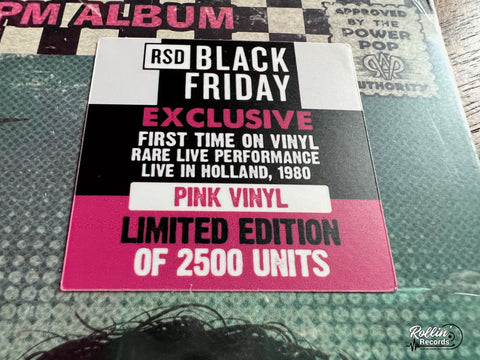 PM ALBUM
APPROVED
BY THE
POWER
POP
AUTHORITY
RSD BLACK
FRIDAY
EXCLUSIVE
FIRST TIME ON VINYL
RARE LIVE PERFORMANCE
LIVE IN HOLLAND, 1980
PINK VINYL
LIMITED EDITION
OF 2500 UNITS
Rollin'
Records